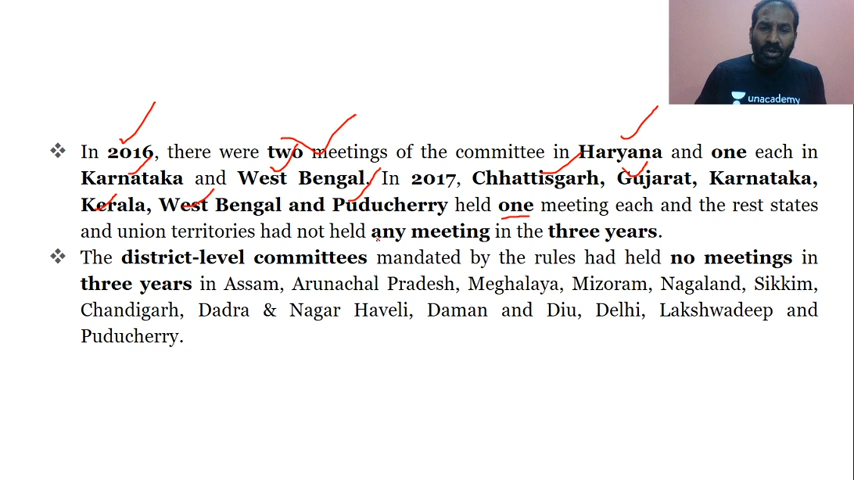 unacademy
❖ In 2016, there were two meetings of the committee in Haryana and one each in
Karnataka and West Bengal. In 2017, Chhattisgarh, Gujarat, Karnataka,
Kerala, West Bengal and Puducherry held one meeting each and the rest states
and union territories had not held any meeting in the three years.
❖ The district-level committees mandated by the rules had held no meetings in
three years in Assam, Arunachal Pradesh, Meghalaya, Mizoram, Nagaland, Sikkim,
Chandigarh, Dadra & Nagar Haveli, Daman and Diu, Delhi, Lakshwadeep and
Puducherry.